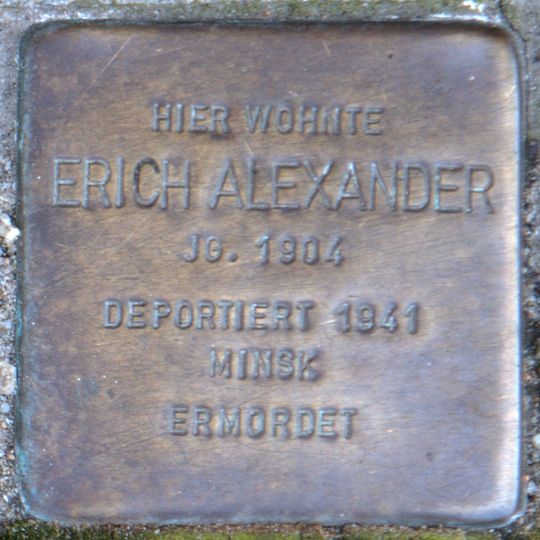 HIER WOHNTE
ERICH ALEXANDER
JG. 1904
DEPORTIERT 1941
MINSK
ERMORDET